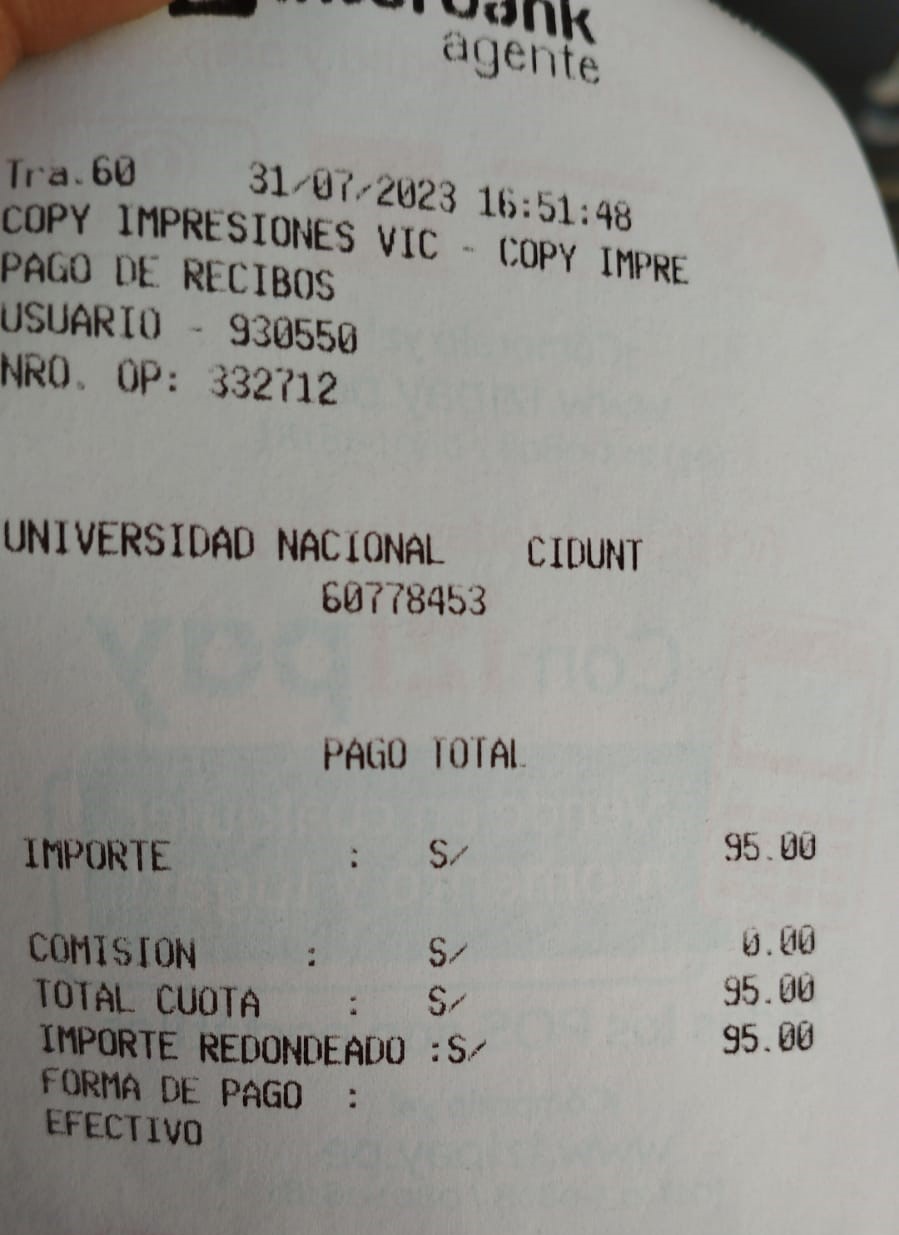 Interbank
agente
Tra.60 31/07/2023 16:51:48
COPY IMPRESIONES VIC - COPY IMPRE
PAGO DE RECIBOS
USUARIO - 930550
NRO. OP: 332712
UNIVERSIDAD NACIONAL CIDUNT
60778453
PAGO TOTAL
IMPORTE : S/ 95.00
COMISION : S/ 0.00
TOTAL CUOTA : S/ 95.00
IMPORTE REDONDEADO :S/ 95.00
FORMA DE PAGO :
EFECTIVO